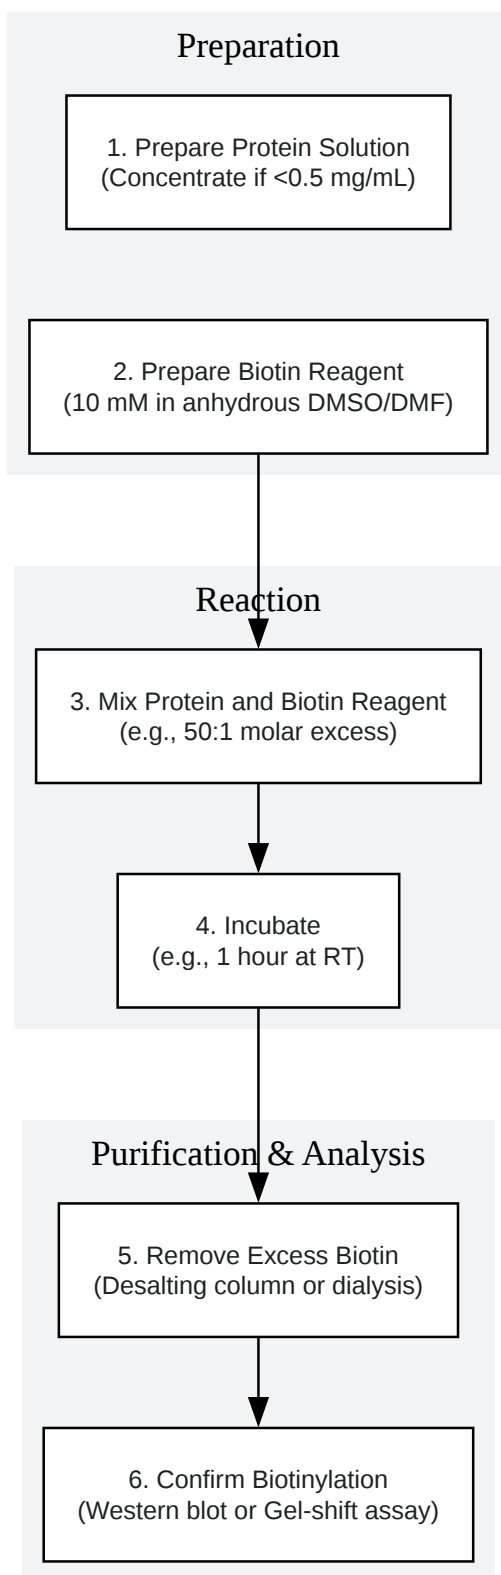 Preparation
1. Prepare Protein Solution
(Concentrate if <0.5 mg/mL)
2. Prepare Biotin Reagent
(10 mM in anhydrous DMSO/DMF)
Reaction
3. Mix Protein and Biotin Reagent
(e.g., 50:1 molar excess)
4. Incubate
(e.g., 1 hour at RT)
Purification & Analysis
5. Remove Excess Biotin
(Desalting column or dialysis)
6. Confirm Biotinylation
(Western blot or Gel-shift assay)